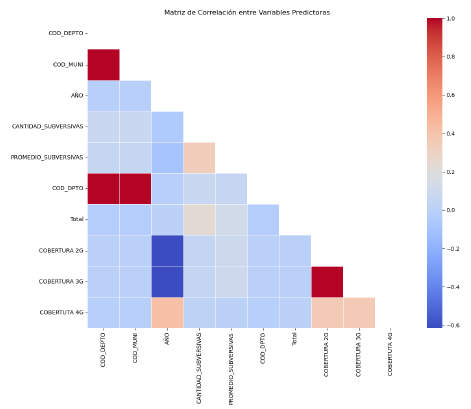 Matriz de Correlación entre Variables Predictoras
COD_DEPTO
COD_MUNI
AÑO
CANTIDAD_SUBVERSIVAS
PROMEDIO_SUBVERSIVAS
COD_DPTO
Total
COBERTURA 2G
COBERTURA 3G
COBERTUTA 4G
COD_DEPTO
COD_MUNI
AÑO
CANTIDAD_SUBVERSIVAS
PROMEDIO_SUBVERSIVAS
COD_DPTO
Total
COBERTURA 2G
COBERTURA 3G
COBERTUTA 4G
1.0
0.8
0.6
0.4
0.2
0.0
−0.2
−0.4
−0.6